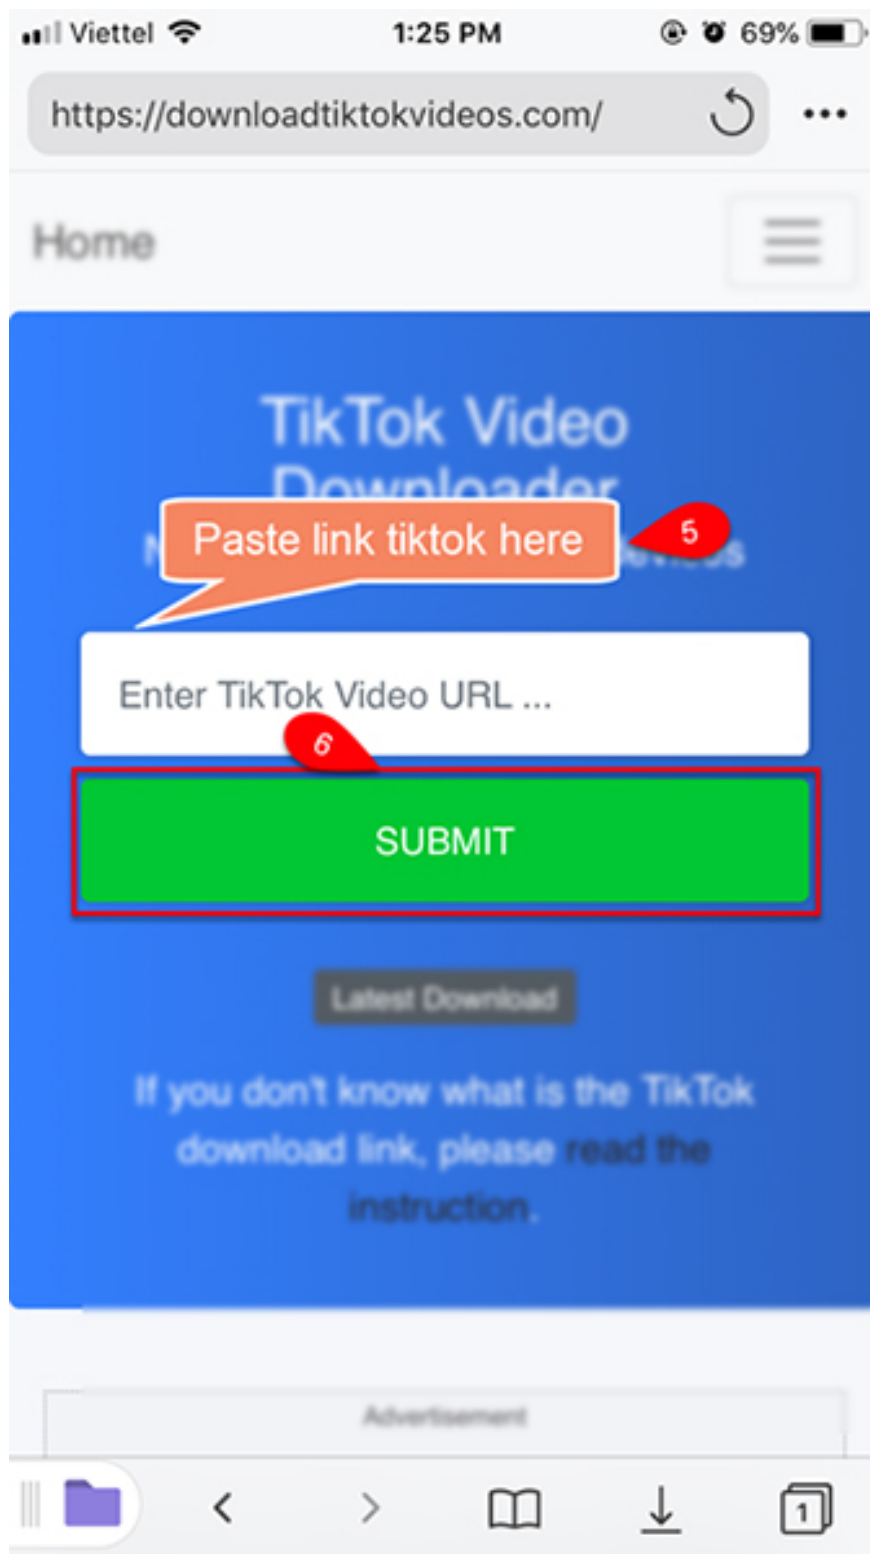 Viettel 1:25 PM 69%
https://downloadtiktokvideos.com/
Home
TikTok Video
Downloader
Paste link tiktok here 5
Enter TikTok Video URL ...
6
SUBMIT
Latest Download
If you don't know what is the TikTok
download link, please read the
instruction.
Advertisement
1